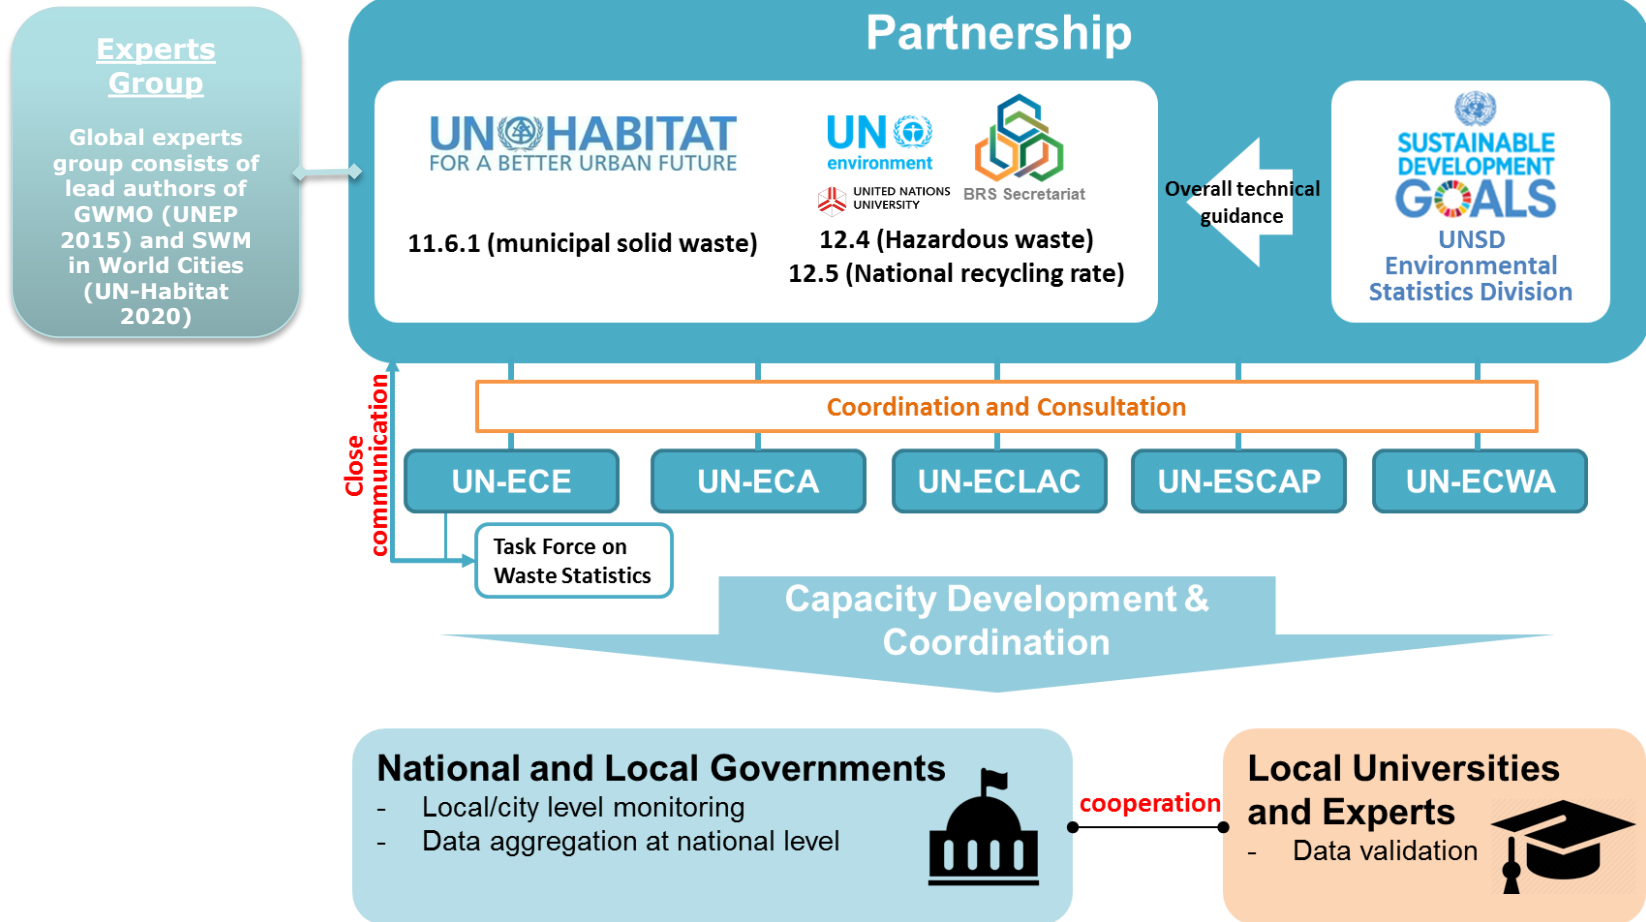 Experts
Group
Global experts
group consists of
lead authors of
GWMO (UNEP
2015) and SWM
in World Cities
(UN-Habitat
2020)
Partnership
UN HABITAT
FOR A BETTER URBAN FUTURE
11.6.1 (municipal solid waste)
UN
environment
UNITED NATIONS
UNIVERSITY
BRS Secretariat
12.4 (Hazardous waste)
12.5 (National recycling rate)
Overall technical
guidance
SUSTAINABLE
DEVELOPMENT
GOALS
UNSD
Environmental
Statistics Division
Close
communication
Coordination and Consultation
UN-ECE
UN-ECA
UN-ECLAC
UN-ESCAP
UN-ECWA
Task Force on
Waste Statistics
Capacity Development &
Coordination
National and Local Governments
- Local/city level monitoring
- Data aggregation at national level
cooperation
Local Universities
and Experts
- Data validation